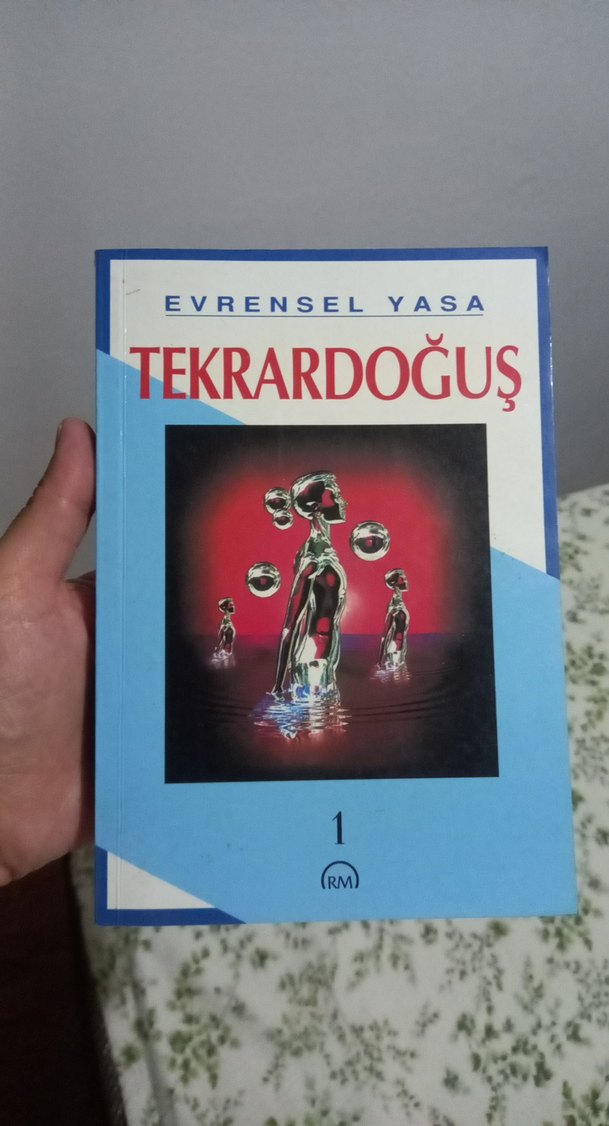 EVRENSEL YASA
TEKRARDOĞUŞ
1
RM